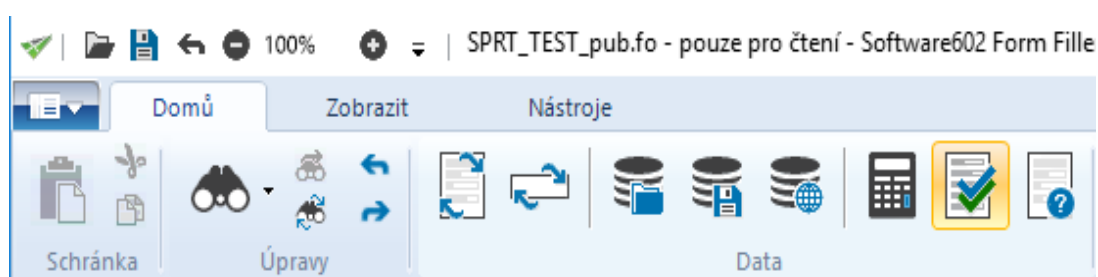 100% SPRT_TEST_pub.fo - pouze pro čtení - Software602 Form Fille
Domů Zobrazit Nástroje
Schránka Úpravy Data